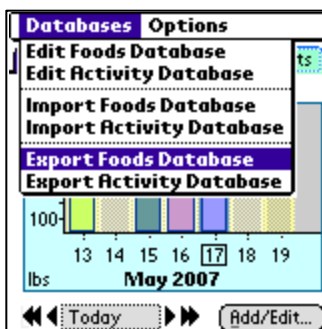 Databases Options
Edit Foods Database
Edit Activity Database
ts
Import Foods Database
Import Activity Database
Export Foods Database
Export Activity Database
100
13 14 15 16 17 18 19
lbs May 2007
Today Add/Edit...